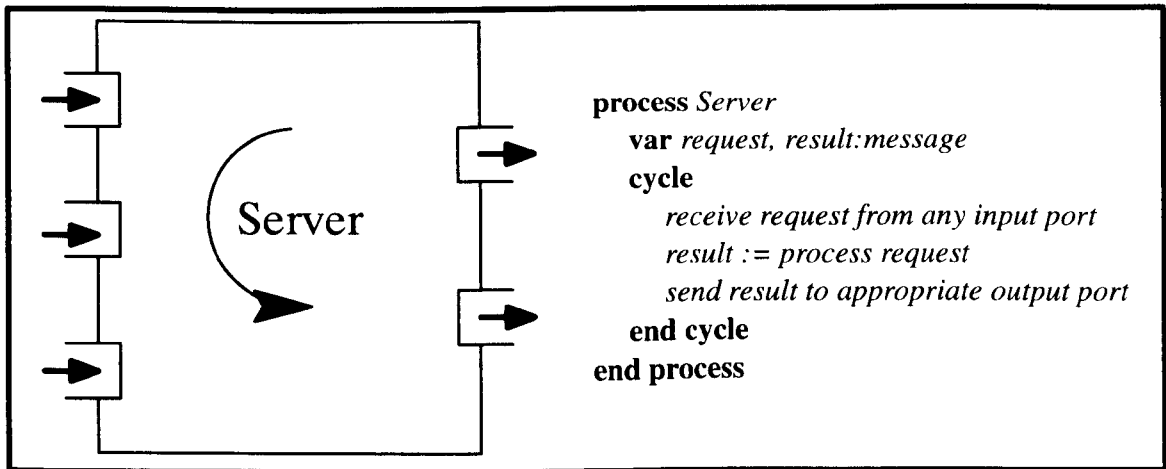 Server
process Server
var request, result:message
cycle
receive request from any input port
result := process request
send result to appropriate output port
end cycle
end process